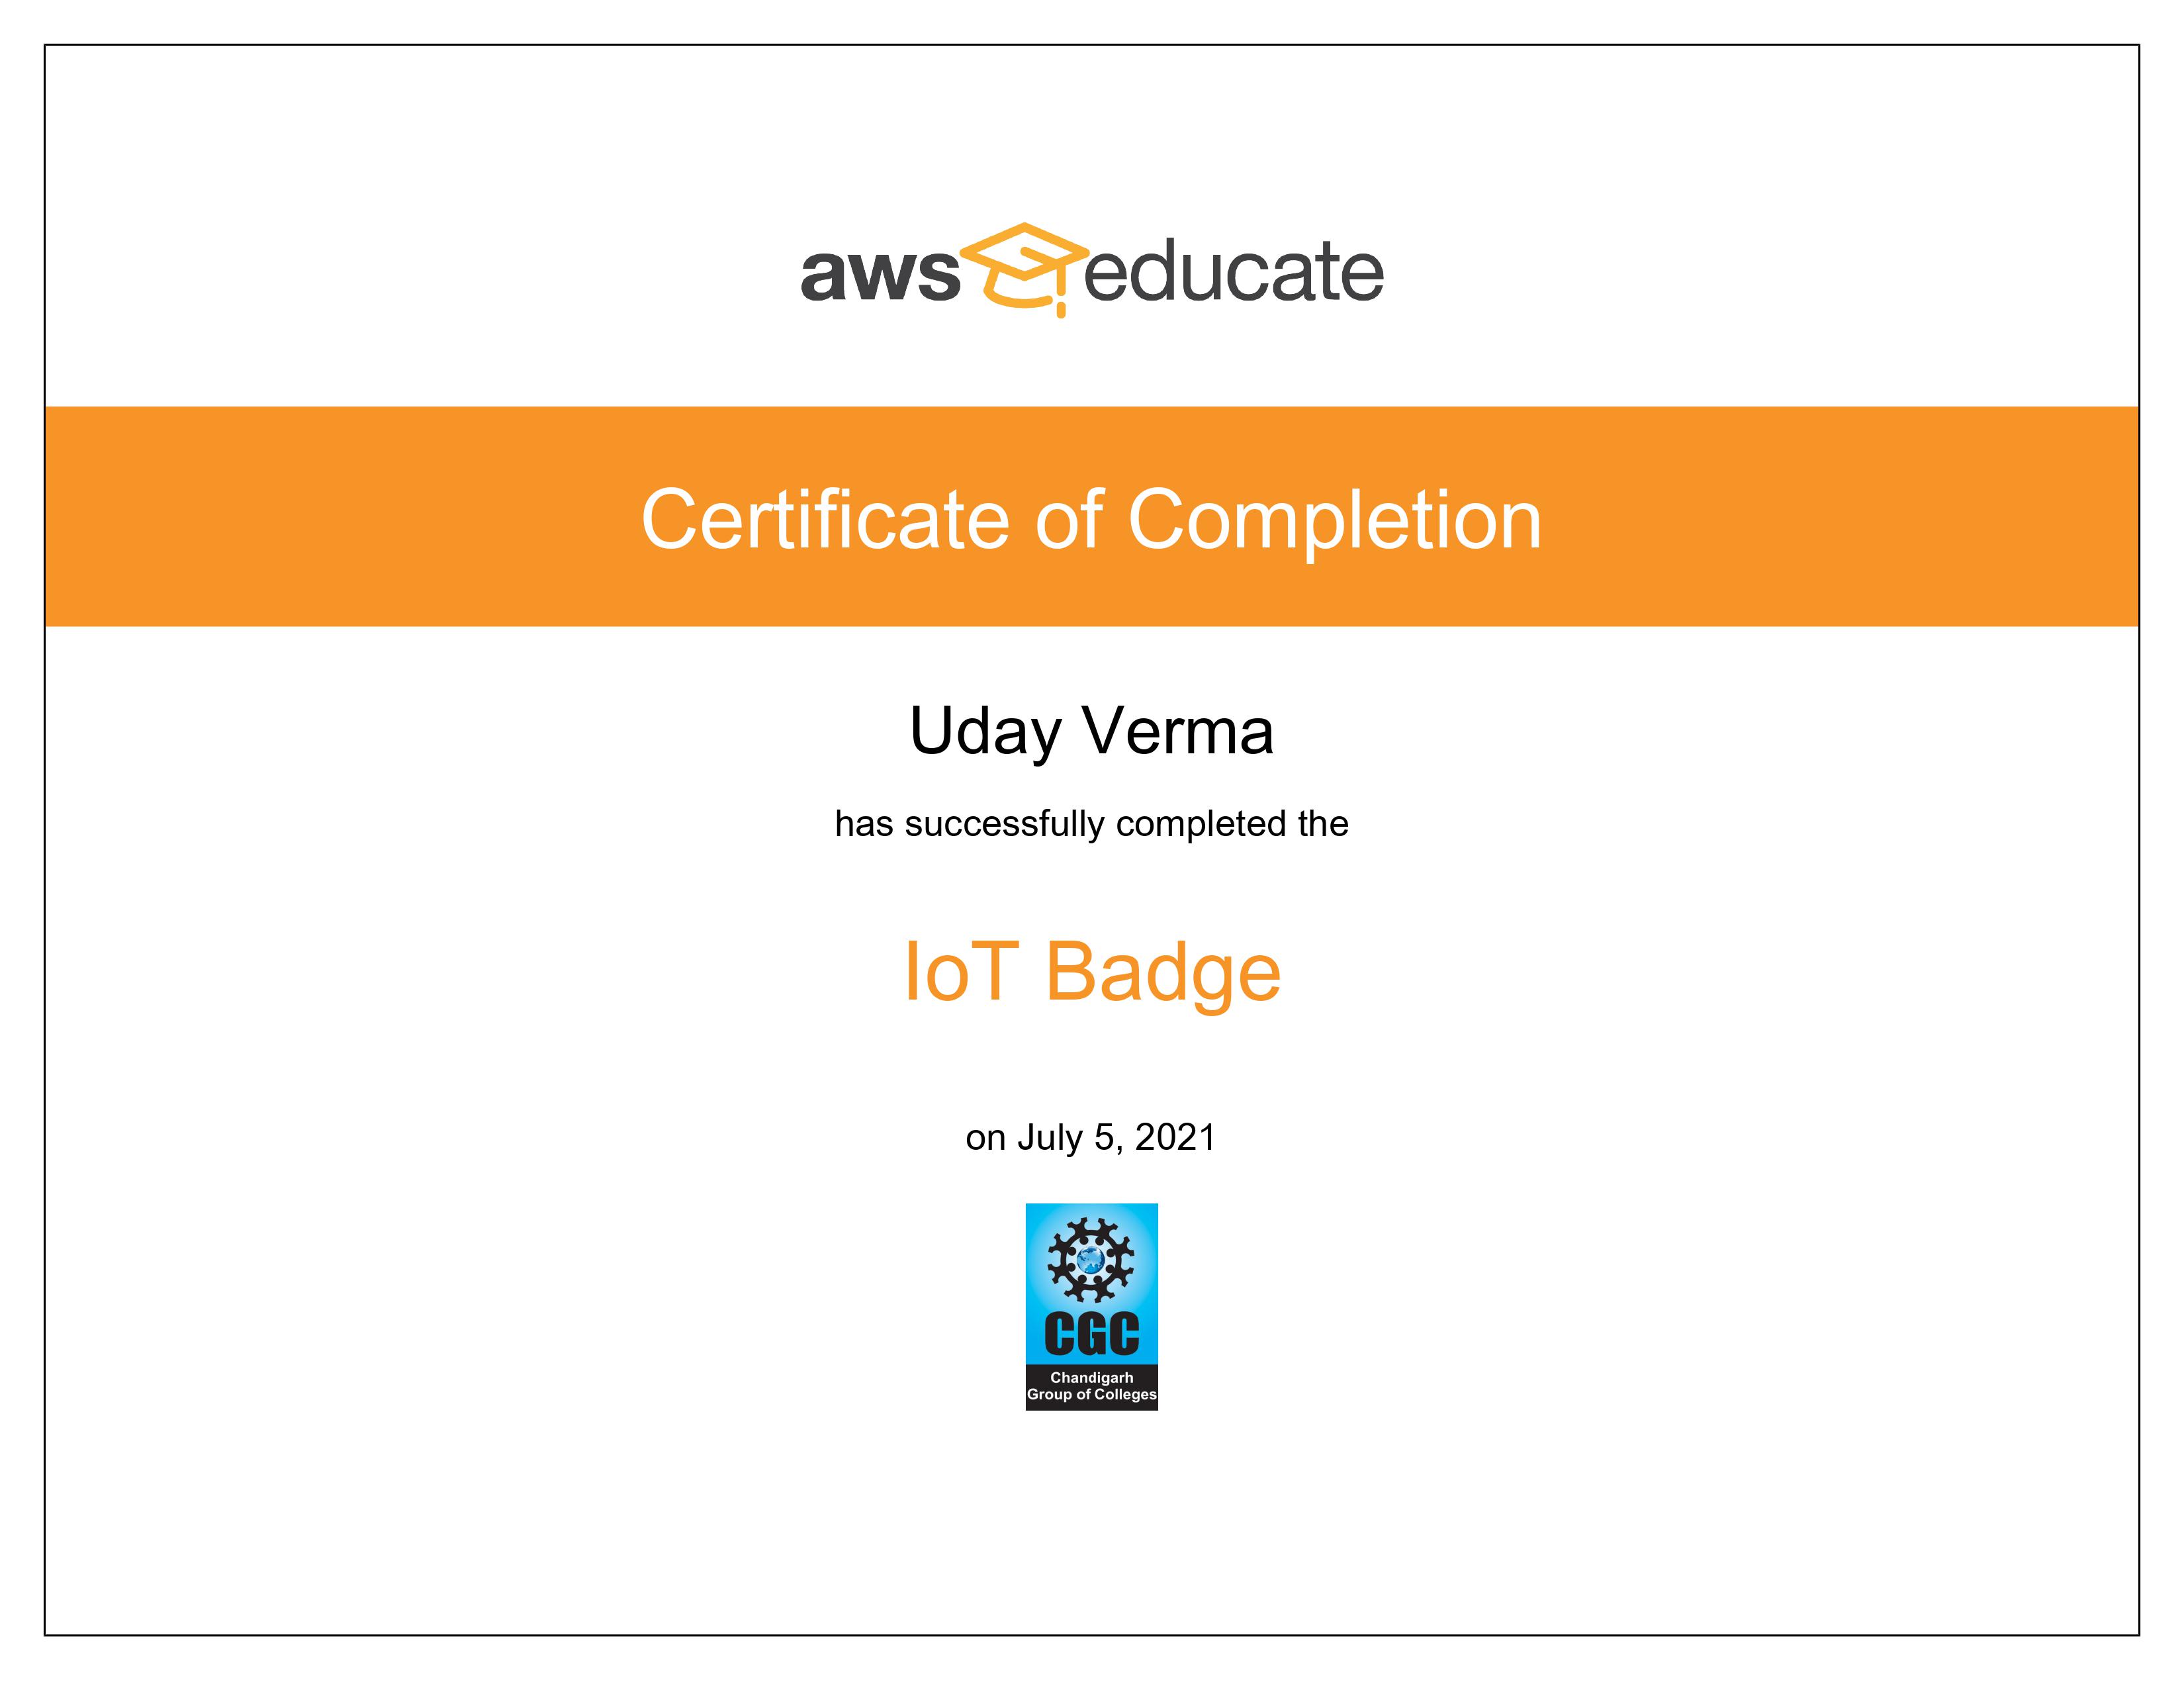 aws educate
Certificate of Completion
Uday Verma
has successfully completed the
IoT Badge
on July 5, 2021
CGC
Chandigarh
Group of Colleges